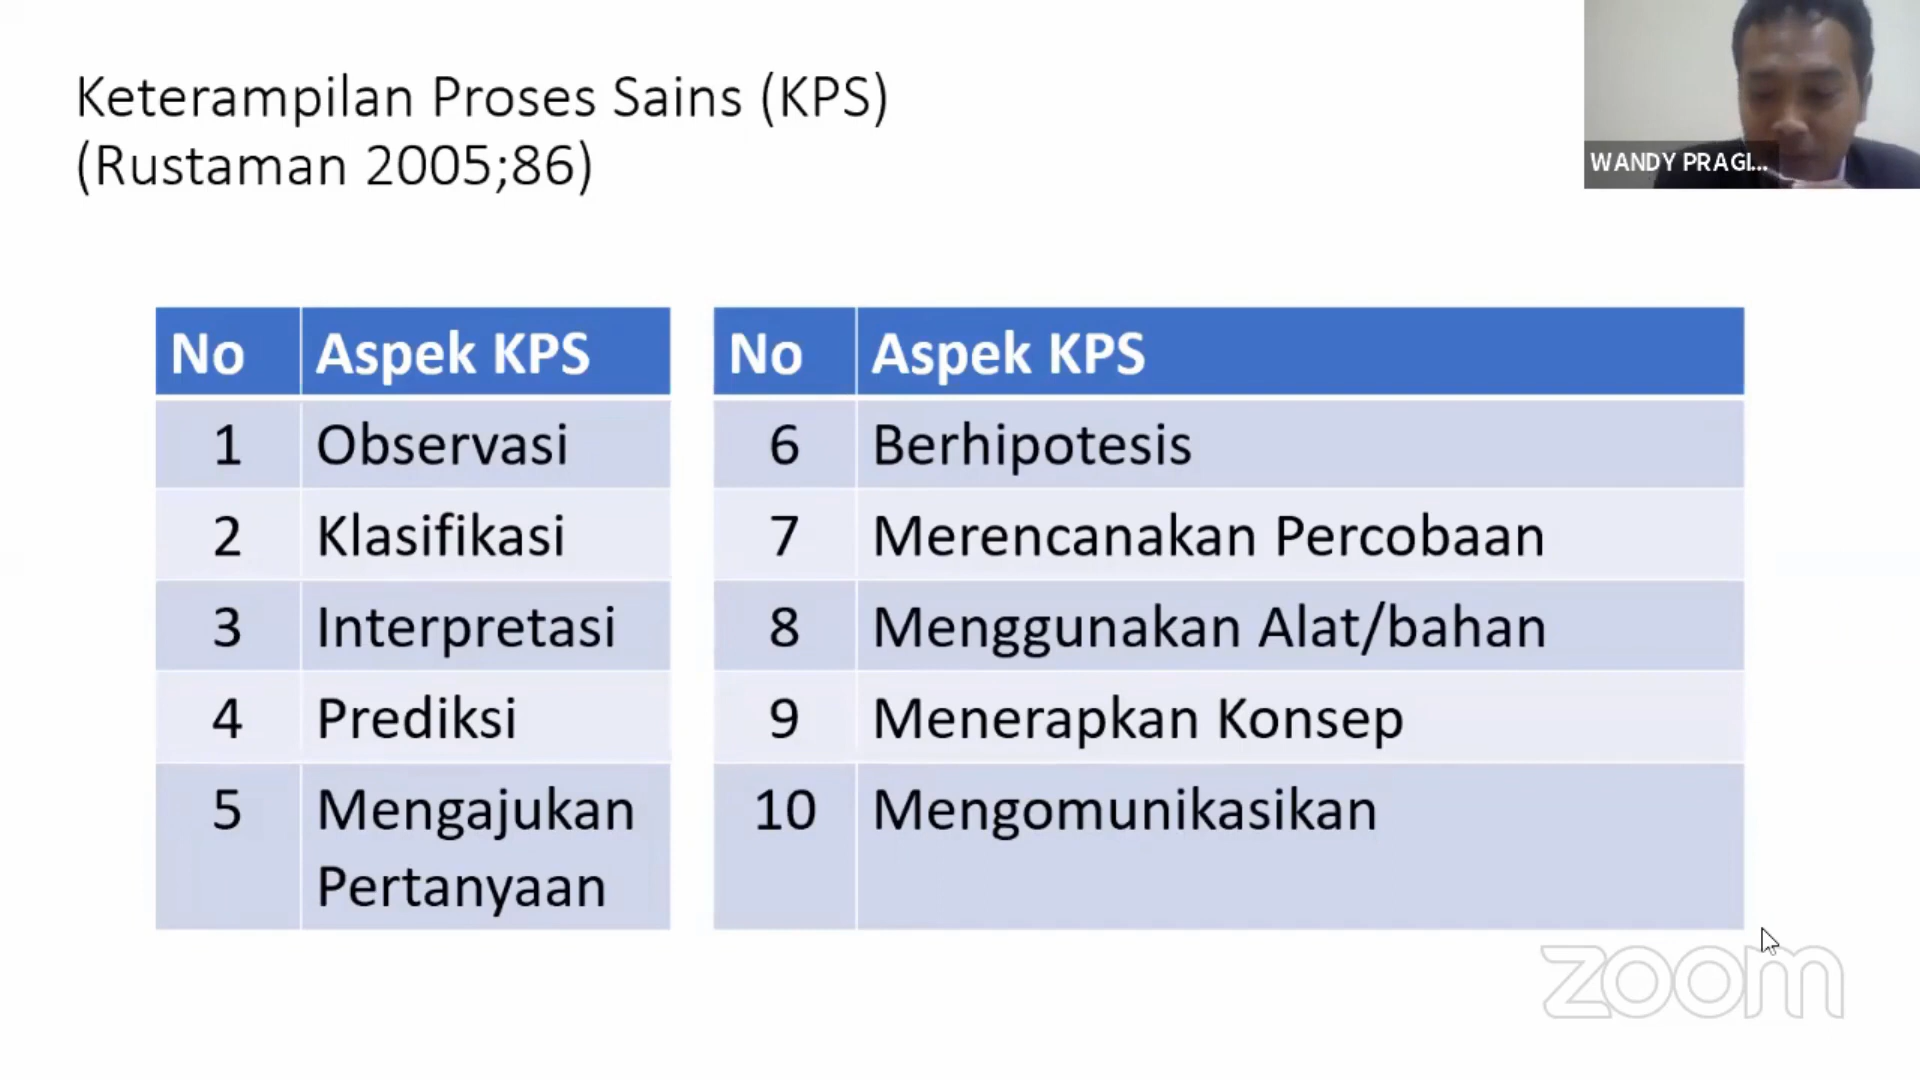 Keterampilan Proses Sains (KPS)
(Rustaman 2005;86)
WANDY PRAGI...
No Aspek KPS
1 Observasi
2 Klasifikasi
3 Interpretasi
4 Prediksi
5 Mengajukan
Pertanyaan
No Aspek KPS
6 Berhipotesis
7 Merencanakan Percobaan
8 Menggunakan Alat/bahan
9 Menerapkan Konsep
10 Mengomunikasikan
zoom